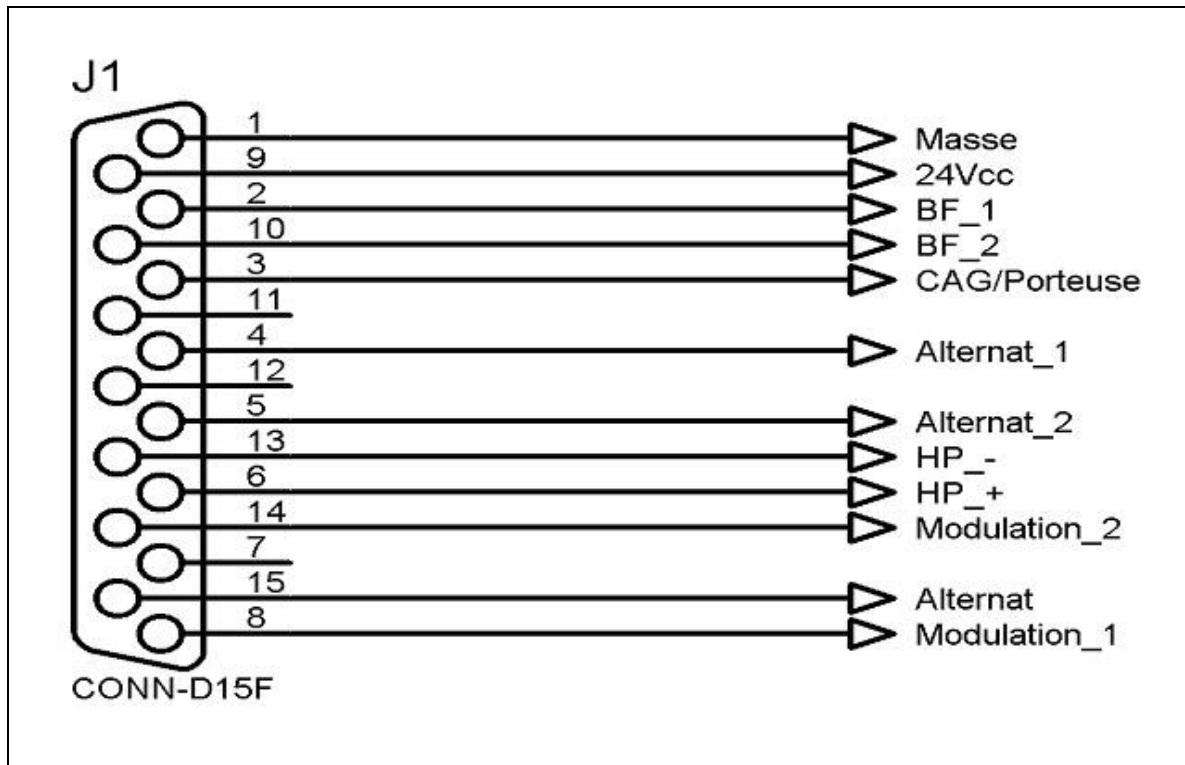 J1
1 Masse
9 24Vcc
2 BF_1
10 BF_2
3 CAG/Porteuse
11
4 Alternat_1
12
5 Alternat_2
13 HP_-
6 HP_+
14 Modulation_2
7
15 Alternat
8 Modulation_1
CONN-D15F